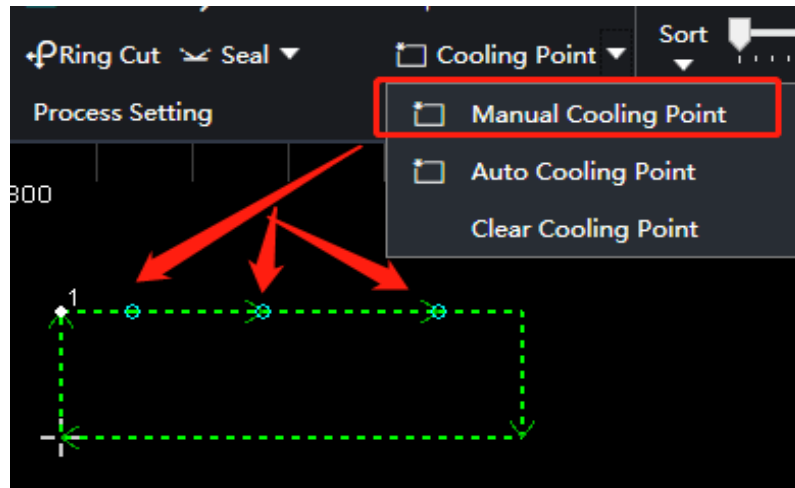 Ring Cut Seal Cooling Point Sort
Process Setting
Manual Cooling Point
Auto Cooling Point
Clear Cooling Point
300
1